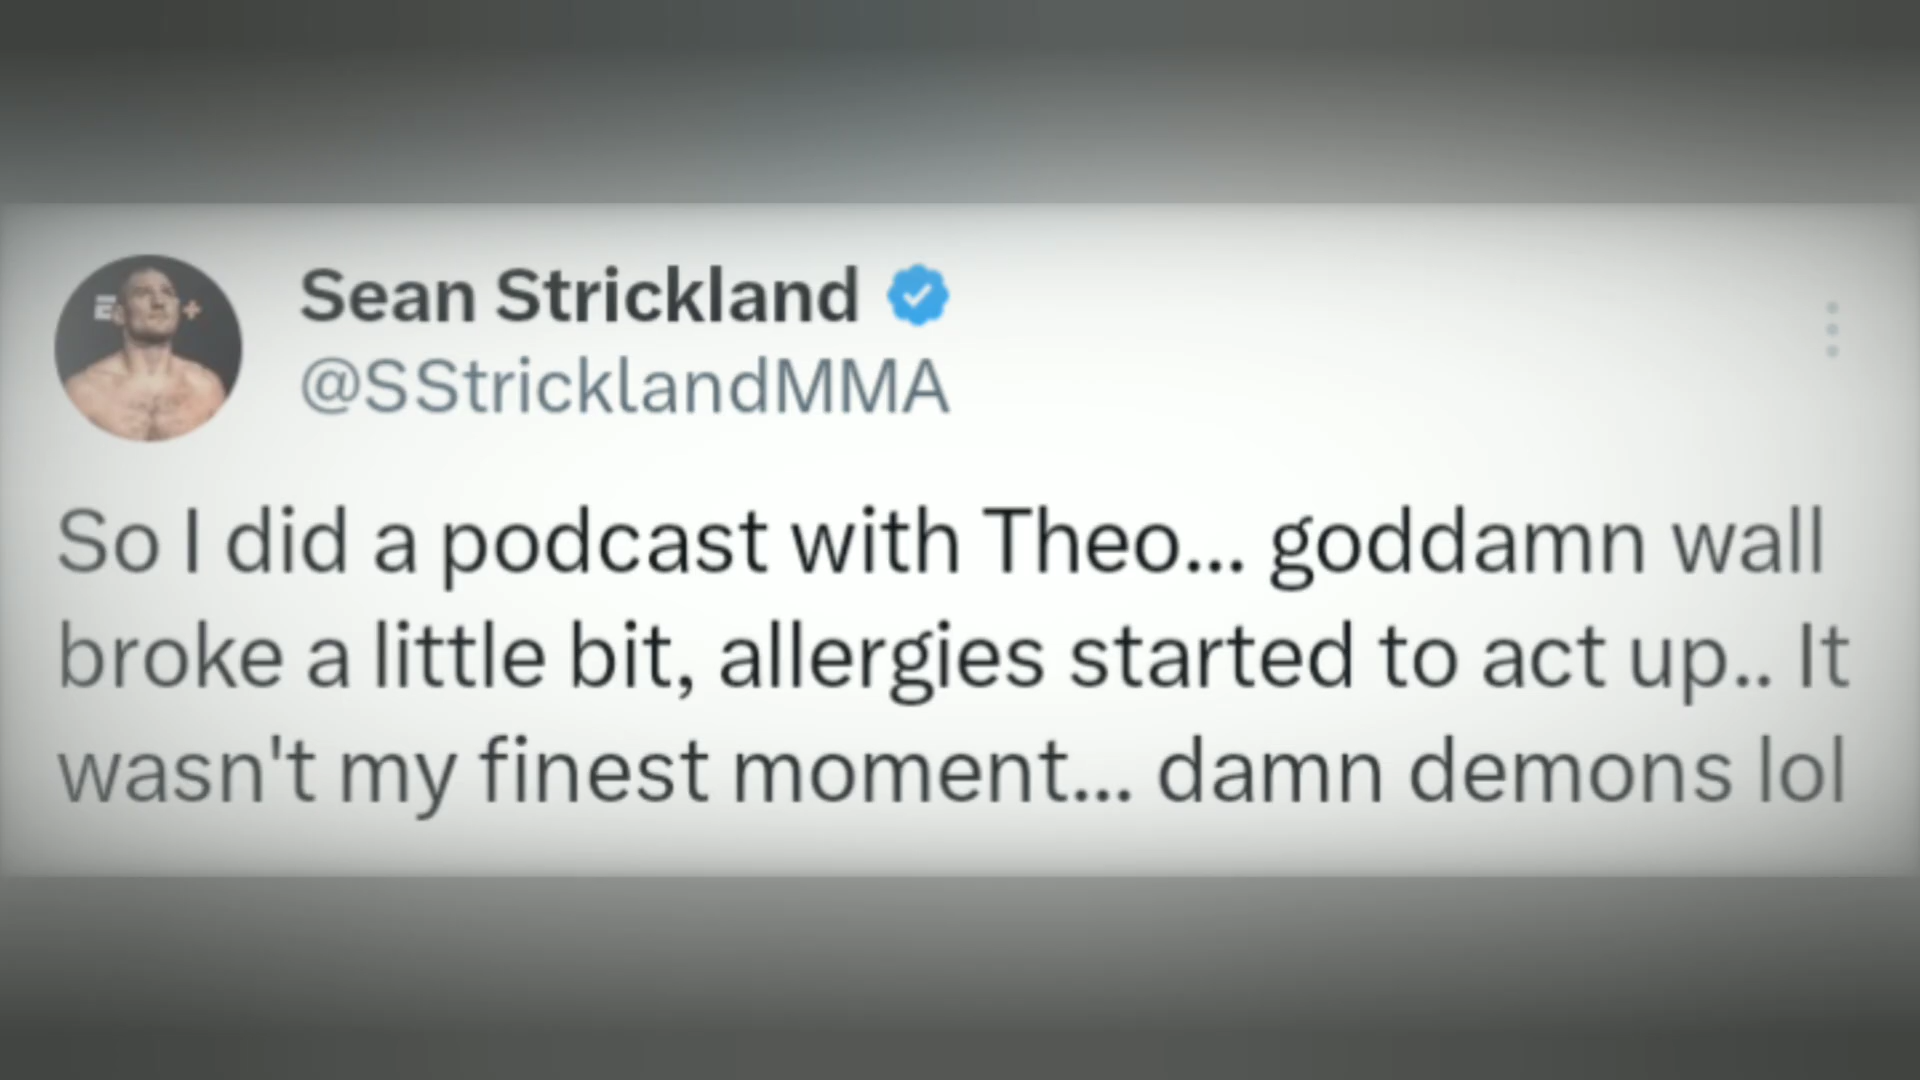 Sean Strickland
@SStricklandMMA
So I did a podcast with Theo... goddamn wall
broke a little bit, allergies started to act up.. It
wasn't my finest moment... damn demons lol